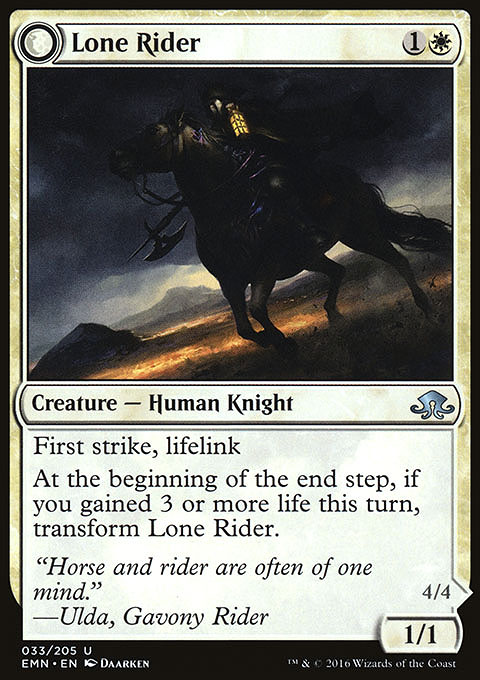 Lone Rider 1
Creature — Human Knight
First strike, lifelink
At the beginning of the end step, if
you gained 3 or more life this turn,
transform Lone Rider.
“Horse and rider are often of one
mind.”
—Ulda, Gavony Rider
4/4
1/1
033/205 U
EMN • EN DAARKEN
™ & © 2016 Wizards of the Coast